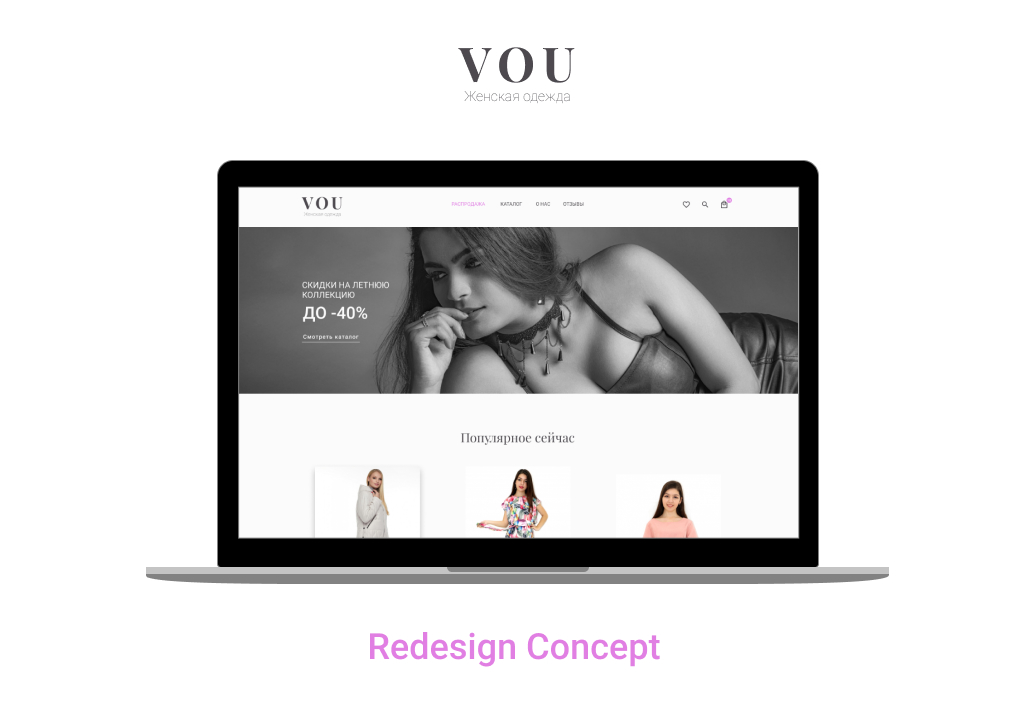 VOU
Женская одежда
VOU
Женская одежда
РАСПРОДАЖА КАТАЛОГ О НАС ОТЗЫВЫ
СКИДКИ НА ЛЕТНЮЮ
КОЛЛЕКЦИЮ
ДО -40%
Смотреть каталог
Популярное сейчас
Redesign Concept